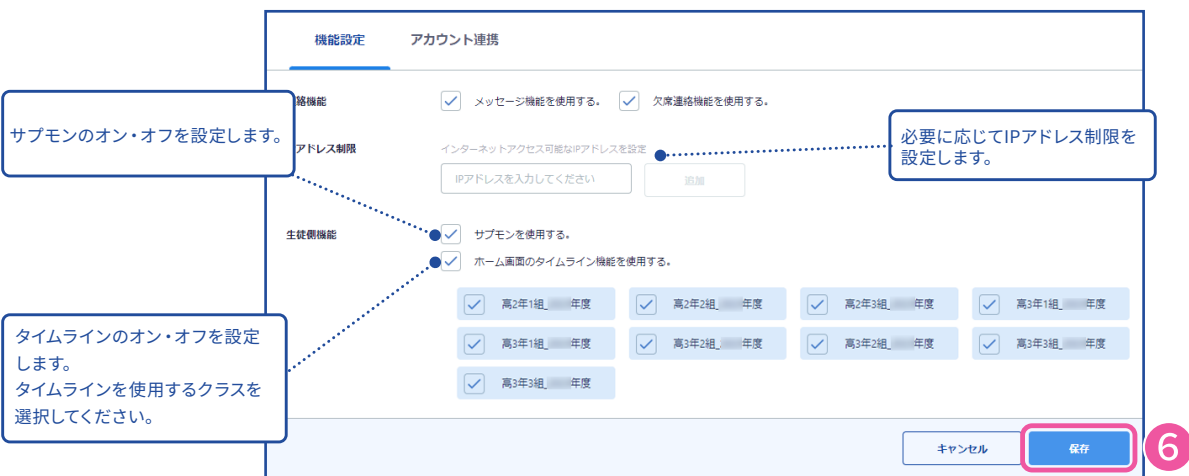 機能設定 アカウント連携
絡機能 メッセージ機能を使用する。 欠席連絡機能を使用する。
サプモンのオン・オフを設定します。
アドレス制限 インターネットアクセス可能なIPアドレスを設定
必要に応じてIPアドレス制限を
設定します。
IPアドレスを入力してください 追加
生徒側機能 サプモンを使用する。
ホーム画面のタイムライン機能を使用する。
高2年1組_ 年度 高2年2組_ 年度 高2年3組_ 年度 高3年1組_ 年度
高3年1組_ 年度 高3年2組_ 年度 高3年2組_ 年度 高3年3組_ 年度
高3年3組_ 年度
タイムラインのオン・オフを設定
します。
タイムラインを使用するクラスを
選択してください。
キャンセル 保存 6